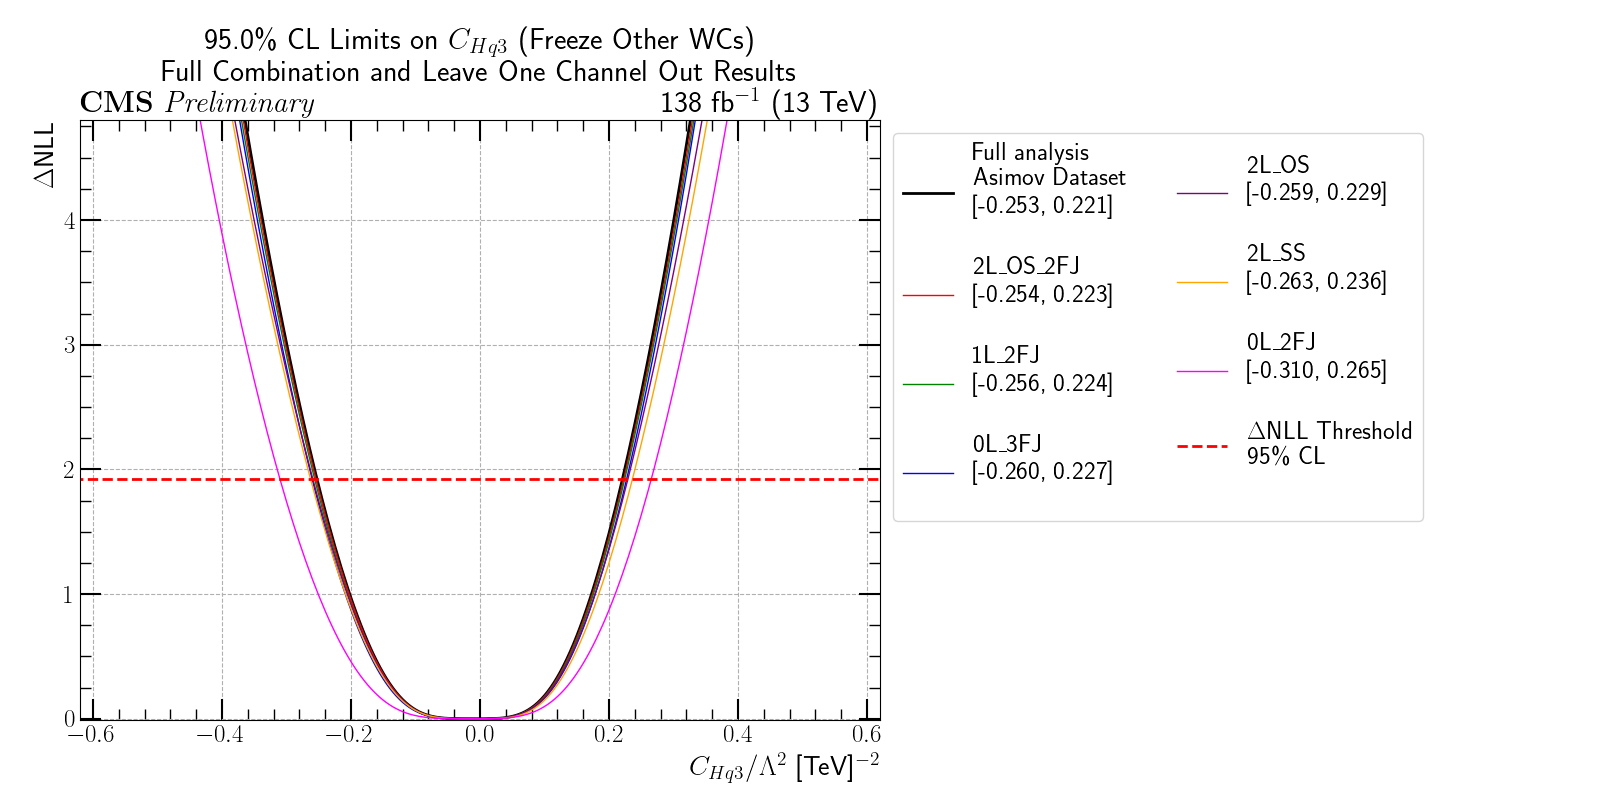 95.0% CL Limits on C_{Hq3} (Freeze Other WCs)
Full Combination and Leave One Channel Out Results
CMS Preliminary 138 fb^{-1} (13 TeV)
ΔNLL
4
3
2
1
0
−0.6 −0.4 −0.2 0.0 0.2 0.4 0.6
C_{Hq3}/Λ^2 [TeV]^{-2}
Full analysis
Asimov Dataset
[-0.253, 0.221]
2L_OS_2FJ
[-0.254, 0.223]
1L_2FJ
[-0.256, 0.224]
0L_3FJ
[-0.260, 0.227]
2L_OS
[-0.259, 0.229]
2L_SS
[-0.263, 0.236]
0L_2FJ
[-0.310, 0.265]
ΔNLL Threshold
95% CL